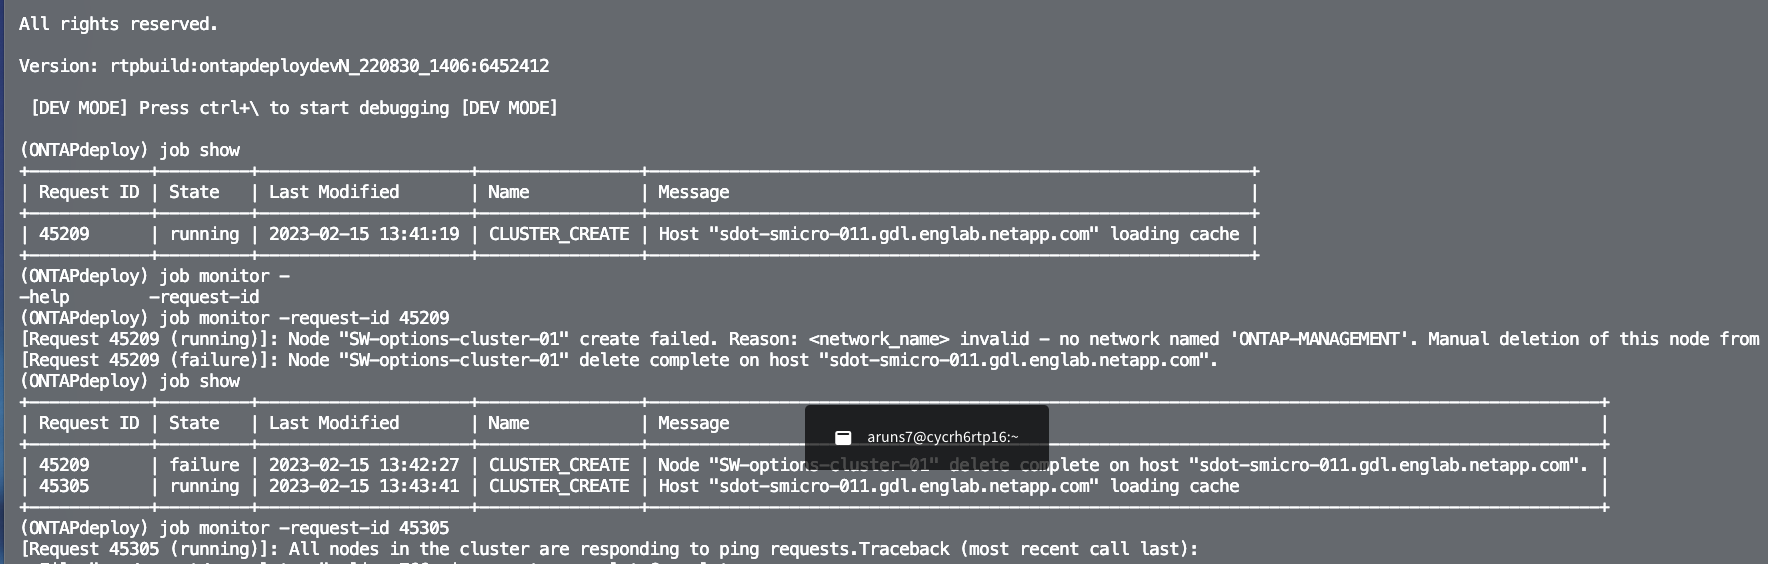 All rights reserved.
Version: rtpbuild:ontapdeploydevN_220830_1406:6452412
[DEV MODE] Press ctrl+\ to start debugging [DEV MODE]
(ONTAPdeploy) job show
| Request ID | State | Last Modified | Name | Message |
| 45209 | running | 2023-02-15 13:41:19 | CLUSTER_CREATE | Host "sdot-smicro-011.gdl.englab.netapp.com" loading cache |
(ONTAPdeploy) job monitor -
-help -request-id
(ONTAPdeploy) job monitor -request-id 45209
[Request 45209 (running)]: Node "SW-options-cluster-01" create failed. Reason: <network_name> invalid - no network named 'ONTAP-MANAGEMENT'. Manual deletion of this node from
[Request 45209 (failure)]: Node "SW-options-cluster-01" delete complete on host "sdot-smicro-011.gdl.englab.netapp.com".
(ONTAPdeploy) job show
| Request ID | State | Last Modified | Name | Message |
aruns7@cycrh6rtp16:~
| 45209 | failure | 2023-02-15 13:42:27 | CLUSTER_CREATE | Node "SW-options-cluster-01" delete complete on host "sdot-smicro-011.gdl.englab.netapp.com". |
| 45305 | running | 2023-02-15 13:43:41 | CLUSTER_CREATE | Host "sdot-smicro-011.gdl.englab.netapp.com" loading cache |
(ONTAPdeploy) job monitor -request-id 45305
[Request 45305 (running)]: All nodes in the cluster are responding to ping requests.Traceback (most recent call last):